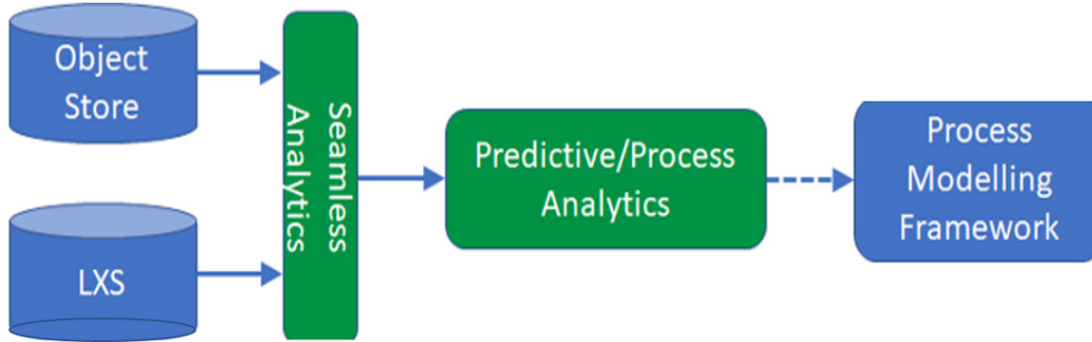 Object
Store
LXS
Seamless
Analytics
Predictive/Process
Analytics
Process
Modelling
Framework